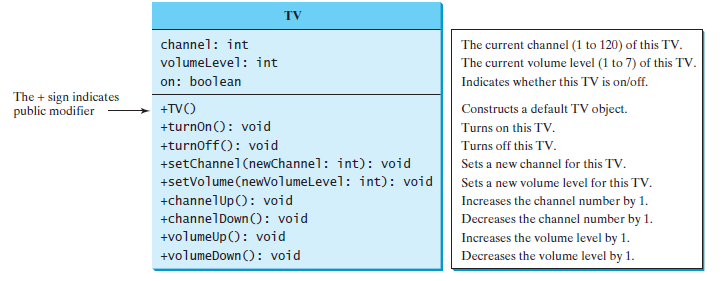 TV
channel: int
The current channel (1 to 120) of this TV.
volumeLevel: int
The current volume level (1 to 7) of this TV.
on: boolean
Indicates whether this TV is on/off.
The + sign indicates
public modifier
+TV()
Constructs a default TV object.
+turnOn(): void
Turns on this TV.
+turnOff(): void
Turns off this TV.
+setChannel(newChannel: int): void
Sets a new channel for this TV.
+setVolume(newVolumeLevel: int): void
Sets a new volume level for this TV.
+channelUp(): void
Increases the channel number by 1.
+channelDown(): void
Decreases the channel number by 1.
+volumeUp(): void
Increases the volume level by 1.
+volumeDown(): void
Decreases the volume level by 1.